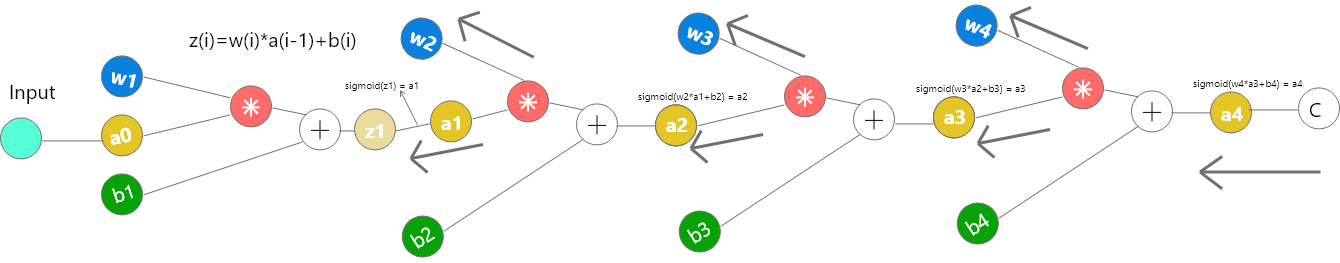 z(i)=w(i)*a(i-1)+b(i)
Input
w1
a0
b1
*
+
z1
sigmoid(z1) = a1
a1
w2
*
b2
+
sigmoid(w2*a1+b2) = a2
a2
w3
*
b3
+
sigmoid(w3*a2+b3) = a3
a3
w4
*
b4
+
sigmoid(w4*a3+b4) = a4
a4
C